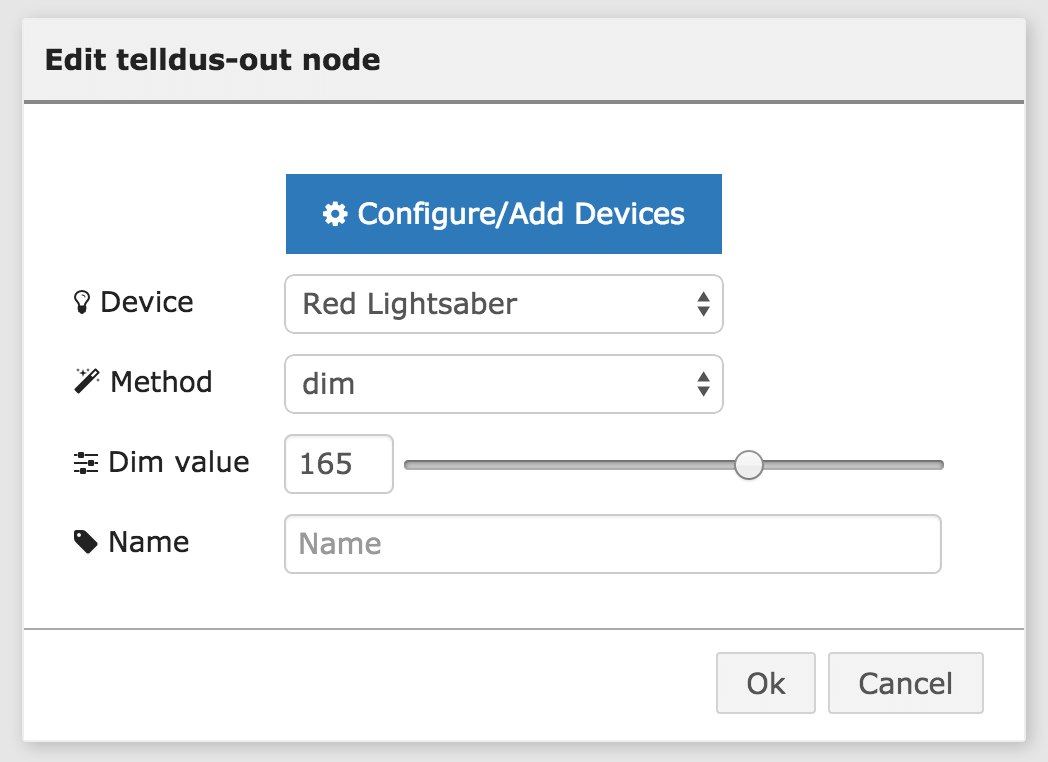 Edit telldus-out node
Configure/Add Devices
Device Red Lightsaber
Method dim
Dim value 165
Name Name
Ok Cancel